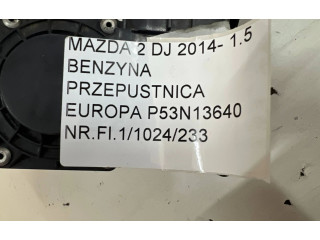 MAZDA 2 DJ 2014- 1.5
BENZYNA
PRZEPUSTNICA
EUROPA P53N13640
NR.FI.1/1024/233